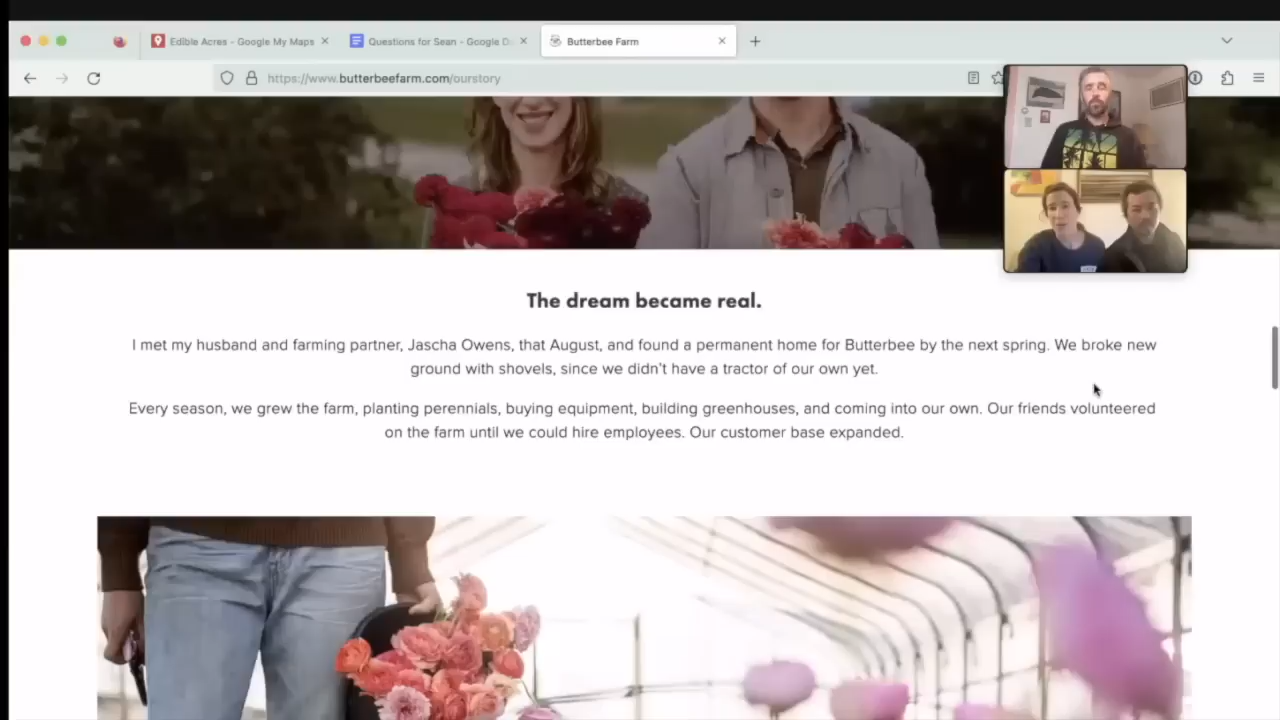 Edible Acres - Google My Maps
Questions for Sean - Google D
Butterbee Farm
https://www.butterbeefarm.com/ourstory
The dream became real.
I met my husband and farming partner, Jascha Owens, that August, and found a permanent home for Butterbee by the next spring. We broke new
ground with shovels, since we didn't have a tractor of our own yet.
Every season, we grew the farm, planting perennials, buying equipment, building greenhouses, and coming into our own. Our friends volunteered
on the farm until we could hire employees. Our customer base expanded.